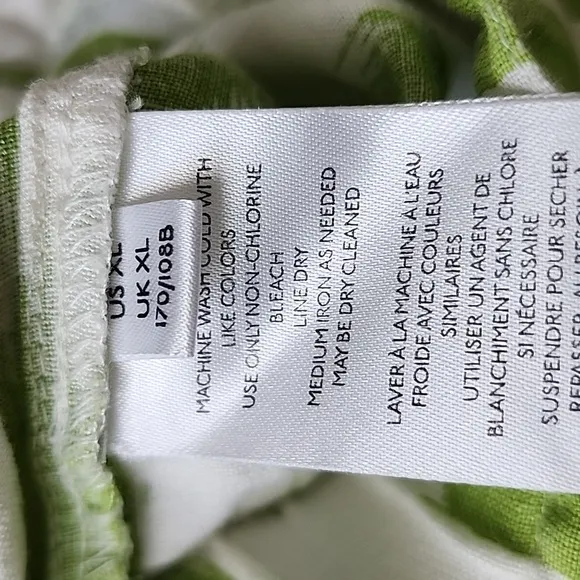 US XL
UK XL
170/108B
MACHINE WASH COLD WITH
LIKE COLORS
USE ONLY NON-CHLORINE
BLEACH
LINE DRY
MEDIUM IRON AS NEEDED
MAY BE DRY CLEANED
LAVER À LA MACHINE À L'EAU
FROIDE AVEC COULEURS
SIMILAIRES
UTILISER UN AGENT DE
BLANCHIMENT SANS CHLORE
SI NÉCESSAIRE
SUSPENDRE POUR SECHER